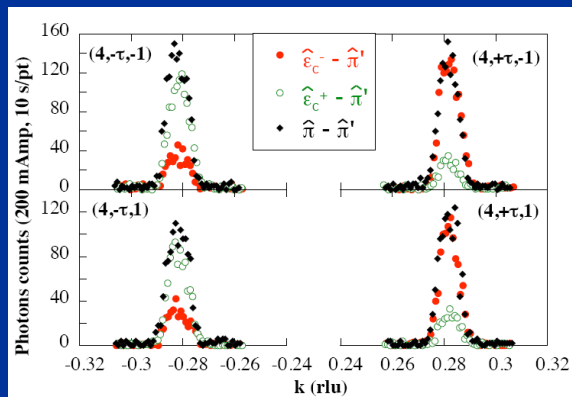 160
(4,-τ,-1)
ε̂c- - π̂'
ε̂c+ - π̂'
π̂ - π̂'
(4,+τ,-1)
120
80
40
0
120
(4,-τ,1)
(4,+τ,1)
80
40
0
Photons counts (200 mAmp, 10 s/pt)
-0.32 -0.3 -0.28 -0.26 -0.24 0.24 0.26 0.28 0.3 0.32
k (rlu)